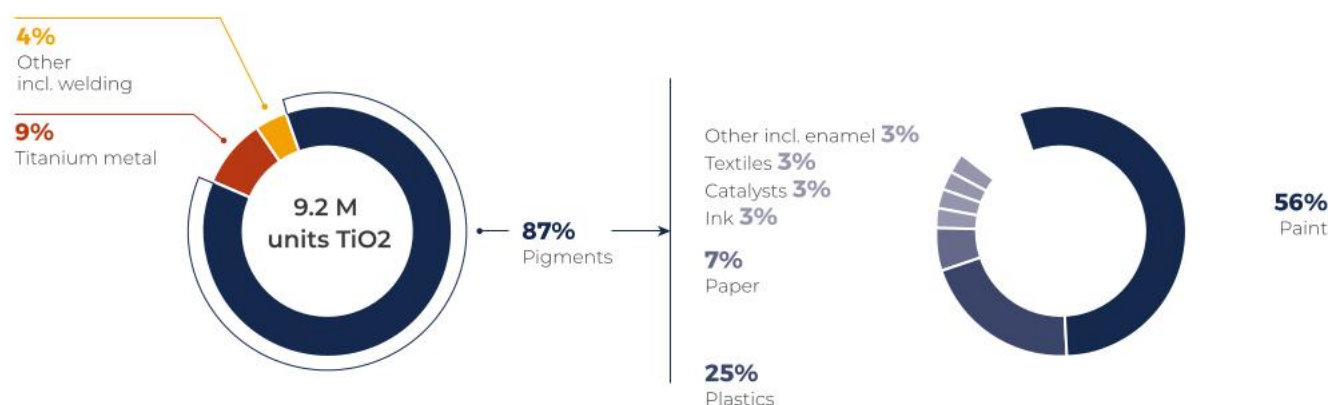 4%
Other
incl. welding
9%
Titanium metal
9.2 M
units TiO2
87%
Pigments
Other incl. enamel 3%
Textiles 3%
Catalysts 3%
Ink 3%
7%
Paper
25%
Plastics
56%
Paint